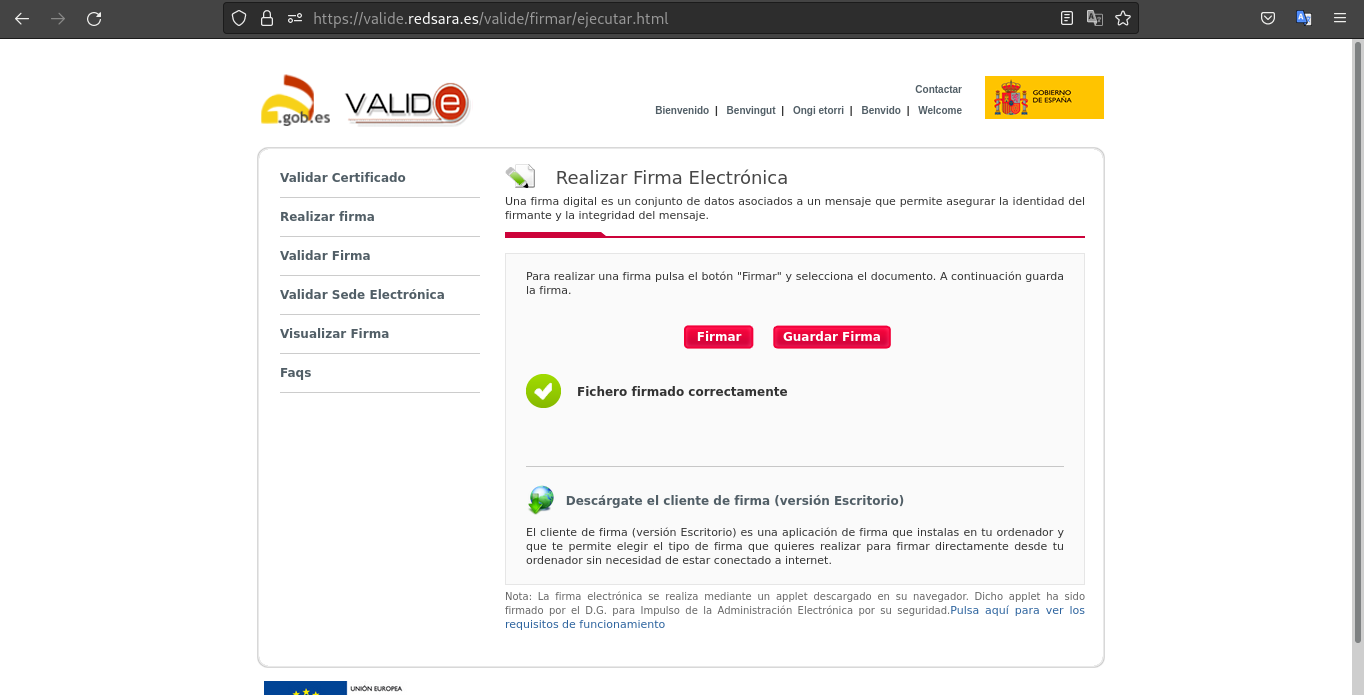 https://valide.redsara.es/valide/firmar/ejecutar.html
.gob.es
VALIDe
Contactar
Bienvenido | Benvingut | Ongi etorri | Benvido | Welcome
GOBIERNO
DE ESPAÑA
Validar Certificado
Realizar firma
Validar Firma
Validar Sede Electrónica
Visualizar Firma
Faqs
Realizar Firma Electrónica
Una firma digital es un conjunto de datos asociados a un mensaje que permite asegurar la identidad del
firmante y la integridad del mensaje.
Para realizar una firma pulsa el botón "Firmar" y selecciona el documento. A continuación guarda
la firma.
Firmar
Guardar Firma
Fichero firmado correctamente
Descárgate el cliente de firma (versión Escritorio)
El cliente de firma (versión Escritorio) es una aplicación de firma que instalas en tu ordenador y
que te permite elegir el tipo de firma que quieres realizar para firmar directamente desde tu
ordenador sin necesidad de estar conectado a internet.
Nota: La firma electrónica se realiza mediante un applet descargado en su navegador. Dicho applet ha sido
firmado por el D.G. para Impulso de la Administración Electrónica por su seguridad.Pulsa aquí para ver los
requisitos de funcionamiento
UNIÓN EUROPEA